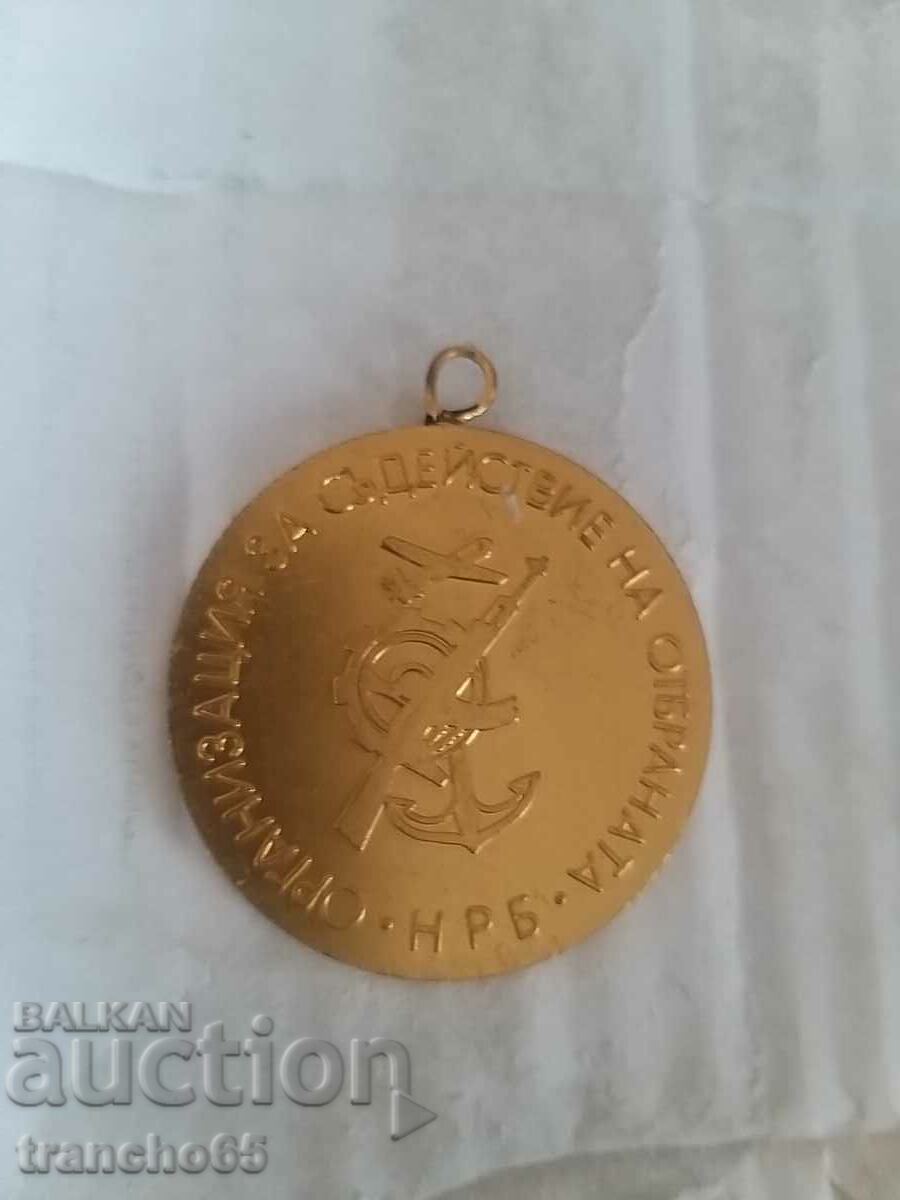 ОРГАНИЗАЦИЯ ЗА СЪДЕЙСТВИЕ НА ОТБРАНАТА
· НРБ ·
BALKAN
auction
trancho65